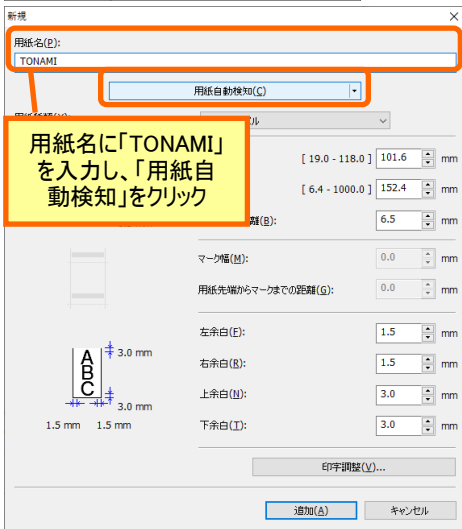 新規
用紙名(P):
TONAMI
用紙自動検知(C)
用紙名に「TONAMI」
を入力し、「用紙自
動検知」をクリック
[ 19.0 - 118.0 ] 101.6 mm
[ 6.4 - 1000.0 ] 152.4 mm
(B): 6.5 mm
マーク幅(M): 0.0 mm
用紙先端からマークまでの距離(G): 0.0 mm
左余白(F): 1.5 mm
右余白(R): 1.5 mm
上余白(N): 3.0 mm
下余白(T): 3.0 mm
A
B
C
3.0 mm
3.0 mm
1.5 mm 1.5 mm
印字調整(V)...
追加(A) キャンセル